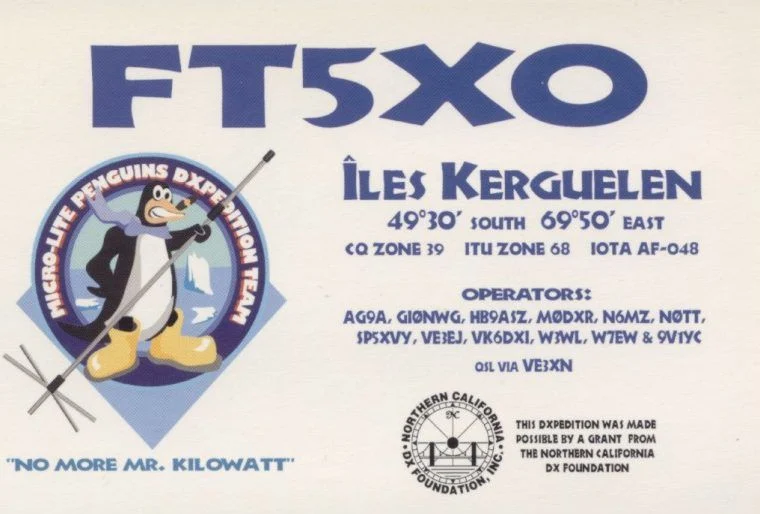 FT5XO
MICRO-LITE PENGUINS DXPEDITION TEAM
ÎLES KERGUELEN
49°30' SOUTH 69°50' EAST
CQ ZONE 39 ITU ZONE 68 IOTA AF-048
OPERATORS:
AG9A, GIØNWG, HB9ASZ, MØDXR, N6MZ, NØTT,
SP5XVY, VE3EJ, VK6DXI, W3WL, W7EW & 9V1YC
QSL VIA VE3XN
"NO MORE MR. KILOWATT"
NORTHERN CALIFORNIA
DX FOUNDATION, INC.
THIS DXPEDITION WAS MADE
POSSIBLE BY A GRANT FROM
THE NORTHERN CALIFORNIA
DX FOUNDATION